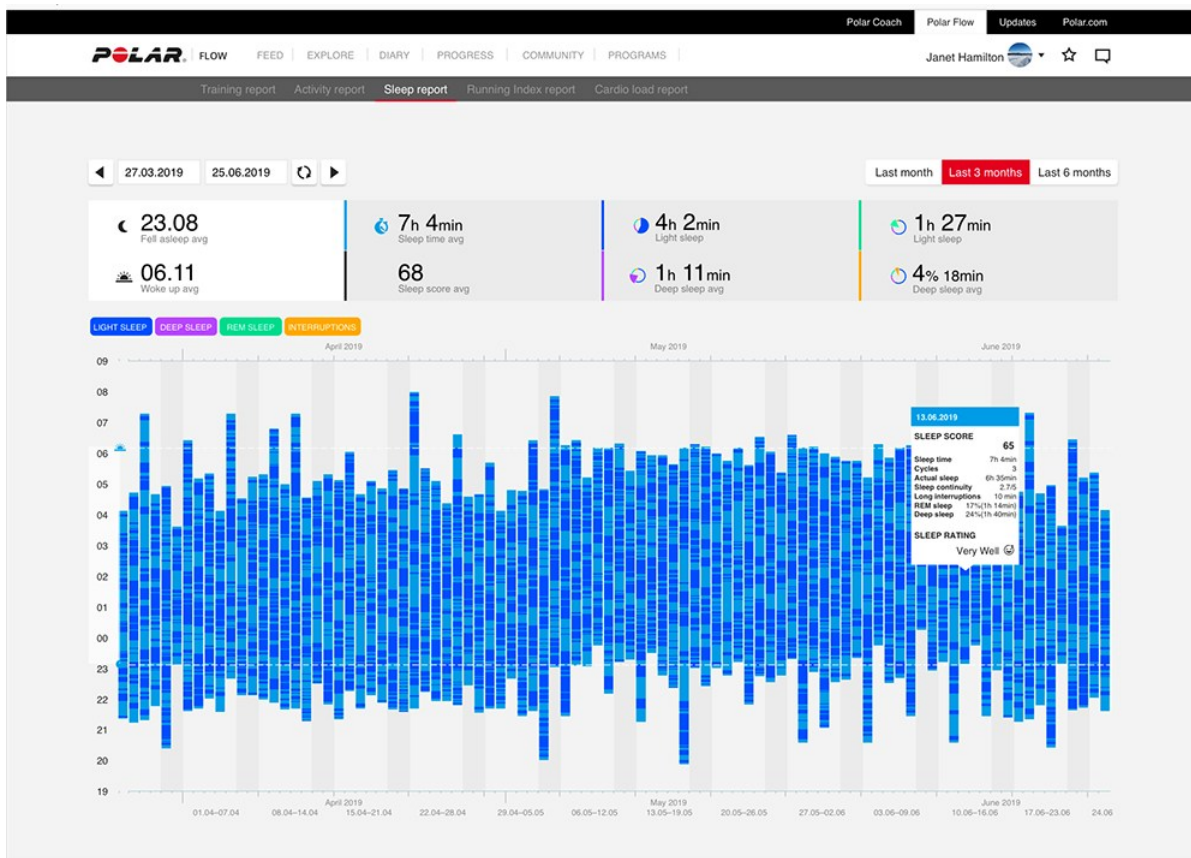 Polar Coach Polar Flow Updates Polar.com
POLAR. FLOW FEED EXPLORE DIARY PROGRESS COMMUNITY PROGRAMS Janet Hamilton
Training report Activity report Sleep report Running Index report Cardio load report
27.03.2019 25.06.2019 Last month Last 3 months Last 6 months
23.08 7h 4min 4h 2min 1h 27min
Fell asleep avg Sleep time avg Light sleep Light sleep
06.11 68 1h 11min 4% 18min
Woke up avg Sleep score avg Deep sleep avg Deep sleep avg
LIGHT SLEEP DEEP SLEEP REM SLEEP INTERRUPTIONS
April 2019 May 2019 June 2019
09
08
07
06
05
04
03
02
01
00
23
22
21
20
19
13.06.2019
SLEEP SCORE
65
Sleep time 7h 4min
Cycles 3
Actual sleep 6h 35min
Sleep continuity 2.7/5
Long interruptions 10 min
REM sleep 17%(1h 14min)
Deep sleep 24%(1h 40min)
SLEEP RATING
Very Well
April 2019 May 2019 June 2019
01.04–07.04 08.04–14.04 15.04–21.04 22.04–28.04 29.04–05.05 06.05–12.05 13.05–19.05 20.05–26.05 27.05–02.06 03.06–09.06 10.06–16.06 17.06–23.06 24.06